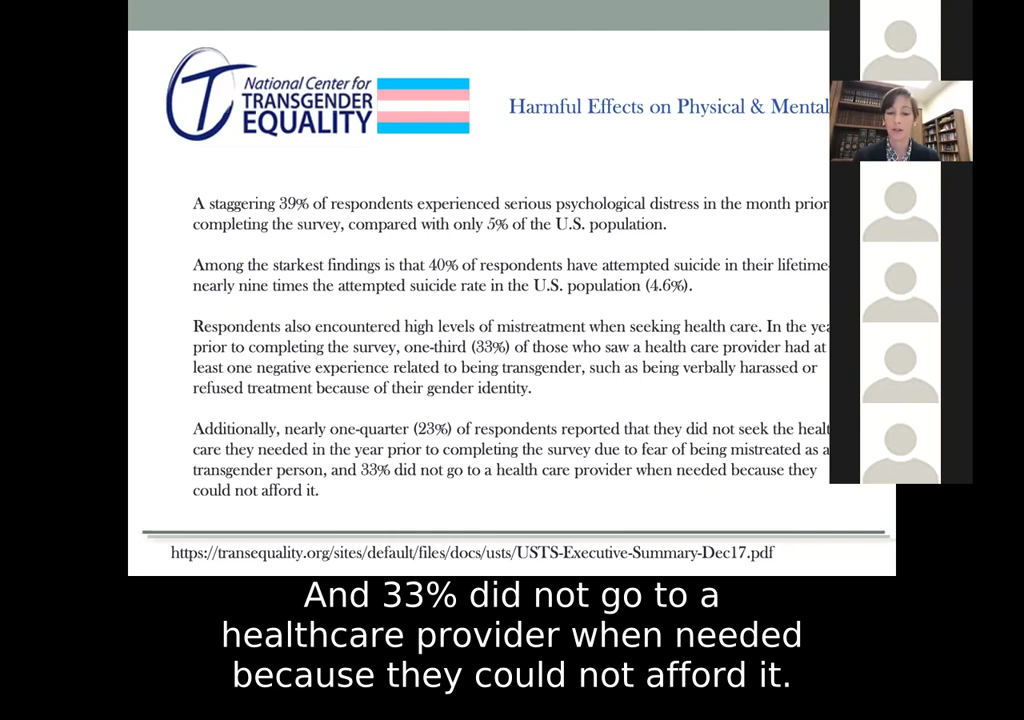 National Center for
TRANSGENDER
EQUALITY
Harmful Effects on Physical & Mental
A staggering 39% of respondents experienced serious psychological distress in the month prior
completing the survey, compared with only 5% of the U.S. population.
Among the starkest findings is that 40% of respondents have attempted suicide in their lifetime-
nearly nine times the attempted suicide rate in the U.S. population (4.6%).
Respondents also encountered high levels of mistreatment when seeking health care. In the yea
prior to completing the survey, one-third (33%) of those who saw a health care provider had at
least one negative experience related to being transgender, such as being verbally harassed or
refused treatment because of their gender identity.
Additionally, nearly one-quarter (23%) of respondents reported that they did not seek the healt
care they needed in the year prior to completing the survey due to fear of being mistreated as a
transgender person, and 33% did not go to a health care provider when needed because they
could not afford it.
https://transequality.org/sites/default/files/docs/usts/USTS-Executive-Summary-Dec17.pdf
And 33% did not go to a
healthcare provider when needed
because they could not afford it.